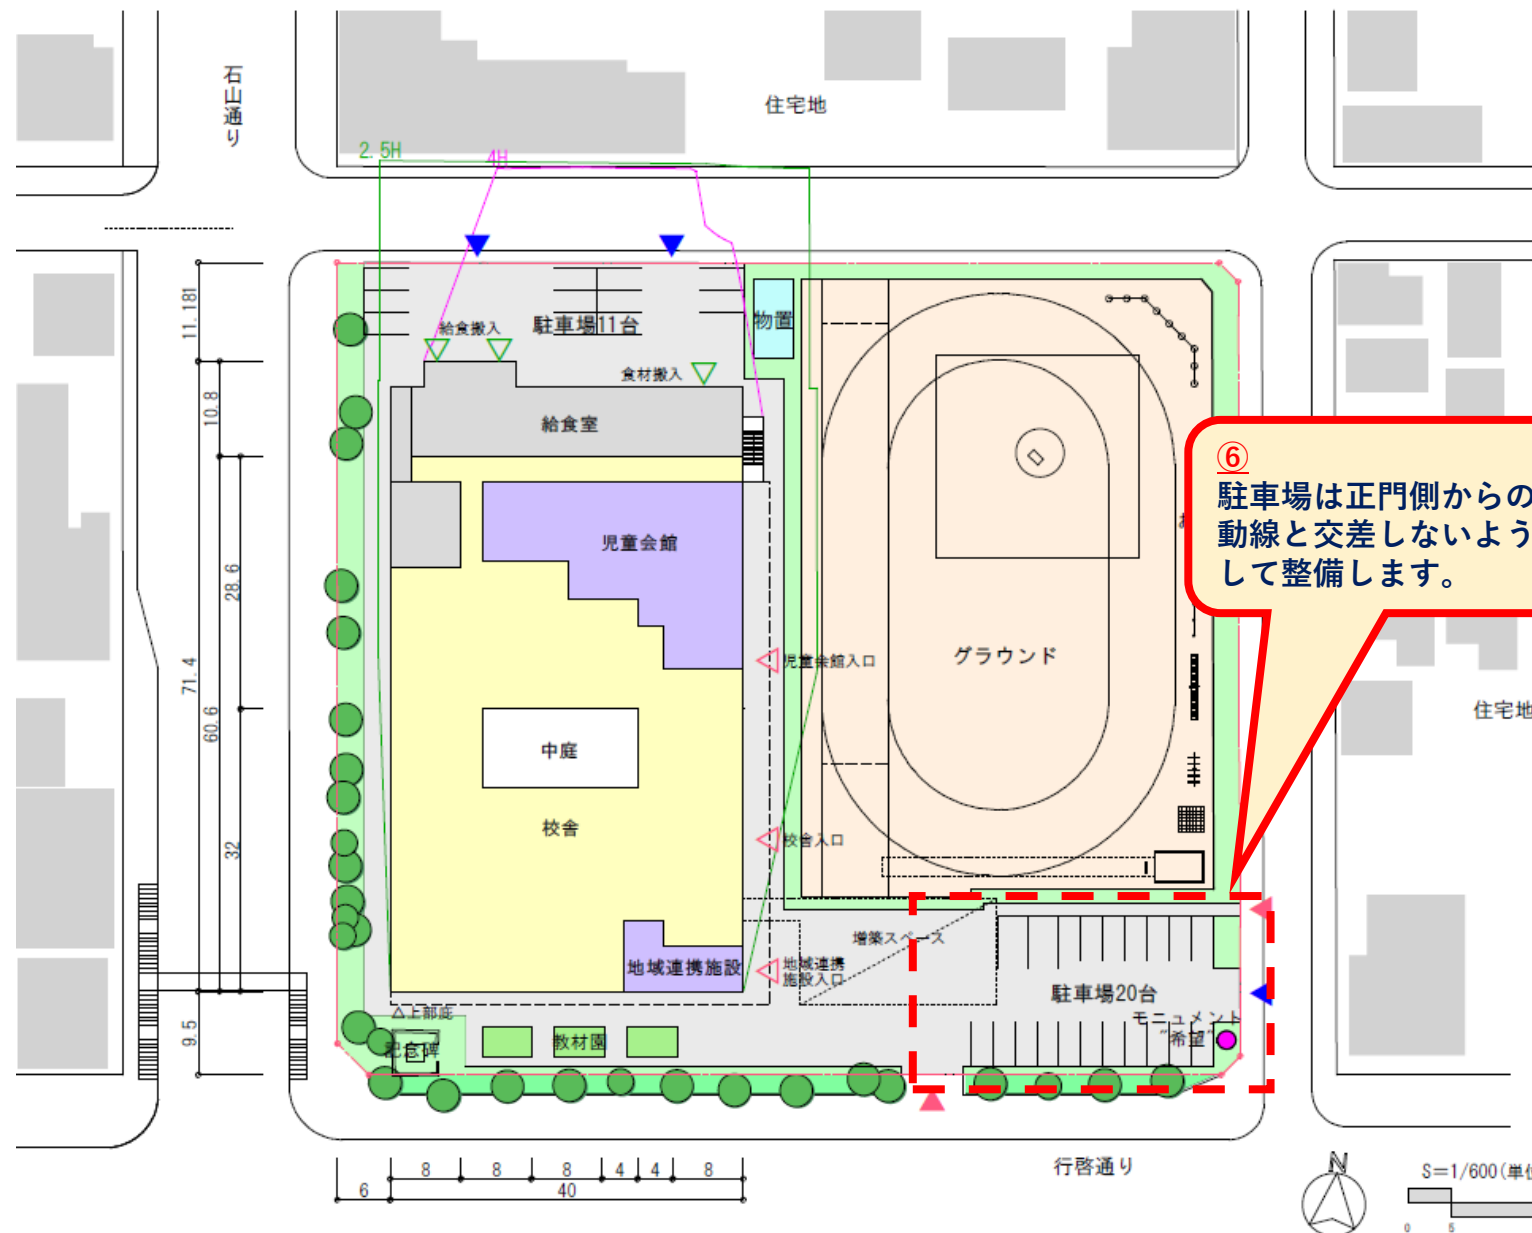 石山通り
住宅地
2.5H
4H
11.181
給食搬入
駐車場11台
物置
食材搬入
10.8
給食室
⑥
駐車場は正門側からの
動線と交差しないよう
して整備します。
児童会館
28.6
児童会館入口
グラウンド
71.4
60.6
住宅地
中庭
校舎
校舎入口
32
増築スペース
地域連携施設
地域連携
施設入口
駐車場20台
モニュメント
"希望"
△上部庇
9.5
記念碑
教材園
行啓通り
8 8 8 4 4 8
6 40
N
S=1/600(単位
0 5